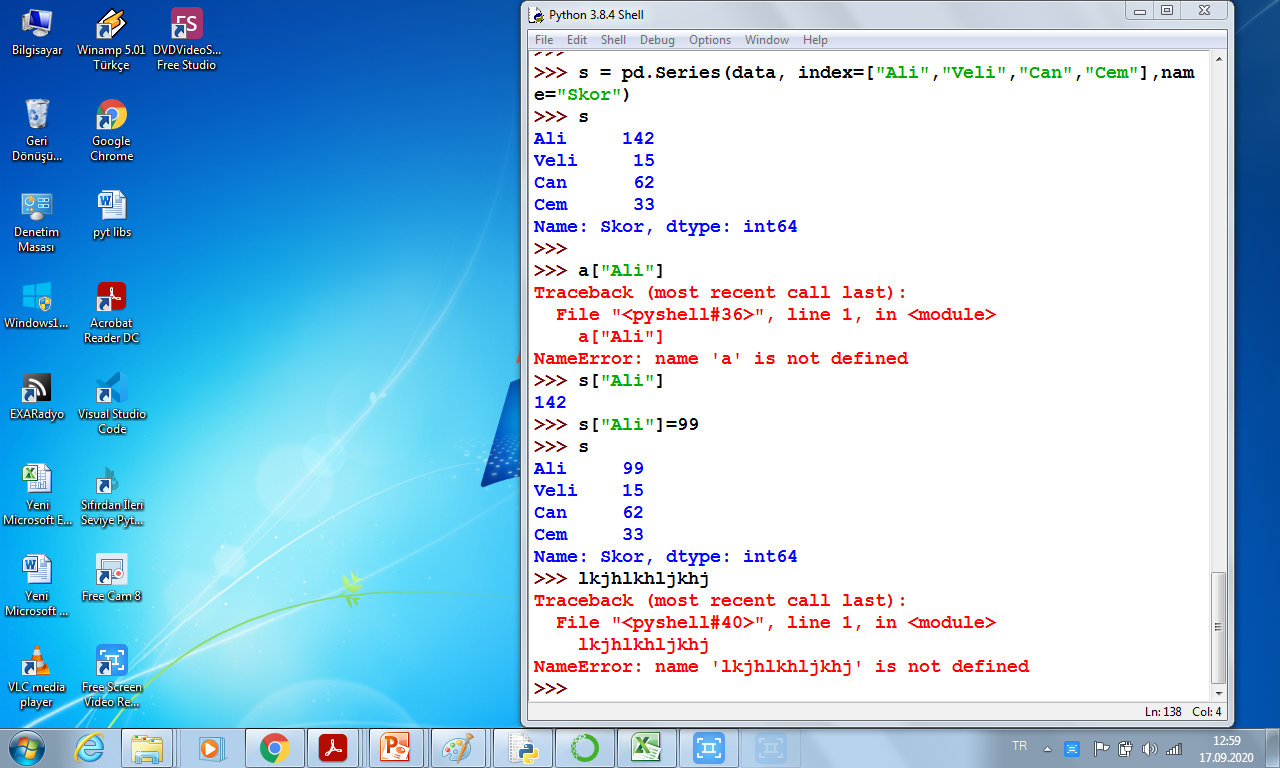 Bilgisayar
Winamp 5.01
Türkçe
DVDVideoS...
Free Studio
Geri
Dönüşü...
Google
Chrome
Denetim
Masası
pyt libs
Windows1...
Acrobat
Reader DC
EXARadyo
Visual Studio
Code
Yeni
Microsoft E...
Sıfırdan İleri
Seviye Pyt...
Yeni
Microsoft ...
Free Cam 8
VLC media
player
Free Screen
Video Re...
Python 3.8.4 Shell
File Edit Shell Debug Options Window Help
>>>
>>> s = pd.Series(data, index=["Ali","Veli","Can","Cem"],nam
e="Skor")
>>> s
Ali     142
Veli     15
Can      62
Cem      33
Name: Skor, dtype: int64
>>>
>>> a["Ali"]
Traceback (most recent call last):
  File "<pyshell#36>", line 1, in <module>
    a["Ali"]
NameError: name 'a' is not defined
>>> s["Ali"]
142
>>> s["Ali"]=99
>>> s
Ali     99
Veli    15
Can     62
Cem     33
Name: Skor, dtype: int64
>>> lkjhlkhljkhj
Traceback (most recent call last):
  File "<pyshell#40>", line 1, in <module>
    lkjhlkhljkhj
NameError: name 'lkjhlkhljkhj' is not defined
>>>
Ln: 138 Col: 4
TR
12:59
17.09.2020